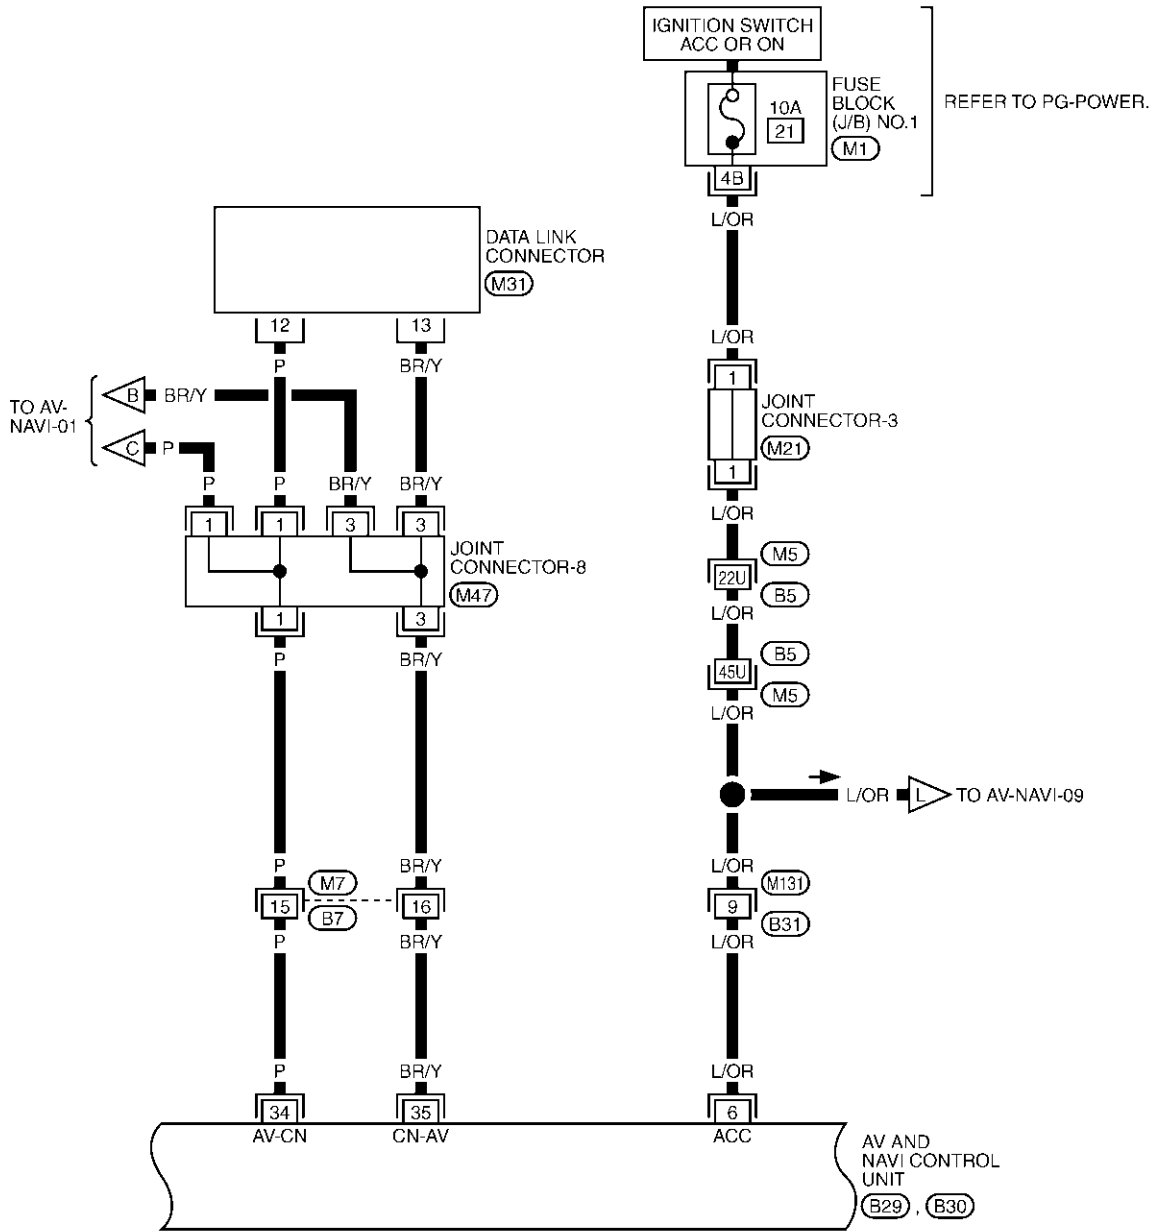 IGNITION SWITCH
ACC OR ON
FUSE
BLOCK
(J/B) NO.1
M1
10A
21
REFER TO PG-POWER.
4B
L/OR
DATA LINK
CONNECTOR
M31
12
13
P
BR/Y
L/OR
TO AV-
NAVI-01
B
BR/Y
C
P
1
JOINT
CONNECTOR-3
M21
1
P
P
BR/Y
BR/Y
L/OR
1
1
3
3
JOINT
CONNECTOR-8
M47
M5
22U
B5
1
3
L/OR
P
BR/Y
B5
45U
M5
L/OR
L/OR
L
TO AV-NAVI-09
P
BR/Y
L/OR
M7
M131
15
16
9
B7
B31
P
BR/Y
L/OR
P
BR/Y
L/OR
34
35
6
AV-CN
CN-AV
ACC
AV AND
NAVI CONTROL
UNIT
B29 , B30